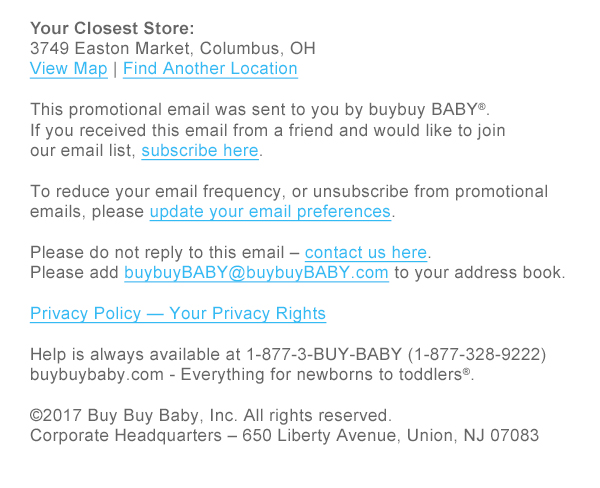 Your Closest Store:
3749 Easton Market, Columbus, OH
View Map | Find Another Location
This promotional email was sent to you by buybuy BABY®.
If you received this email from a friend and would like to join
our email list, subscribe here.
To reduce your email frequency, or unsubscribe from promotional
emails, please update your email preferences.
Please do not reply to this email – contact us here.
Please add buybuyBABY@buybuyBABY.com to your address book.
Privacy Policy — Your Privacy Rights
Help is always available at 1-877-3-BUY-BABY (1-877-328-9222)
buybuybaby.com - Everything for newborns to toddlers®.
©2017 Buy Buy Baby, Inc. All rights reserved.
Corporate Headquarters – 650 Liberty Avenue, Union, NJ 07083